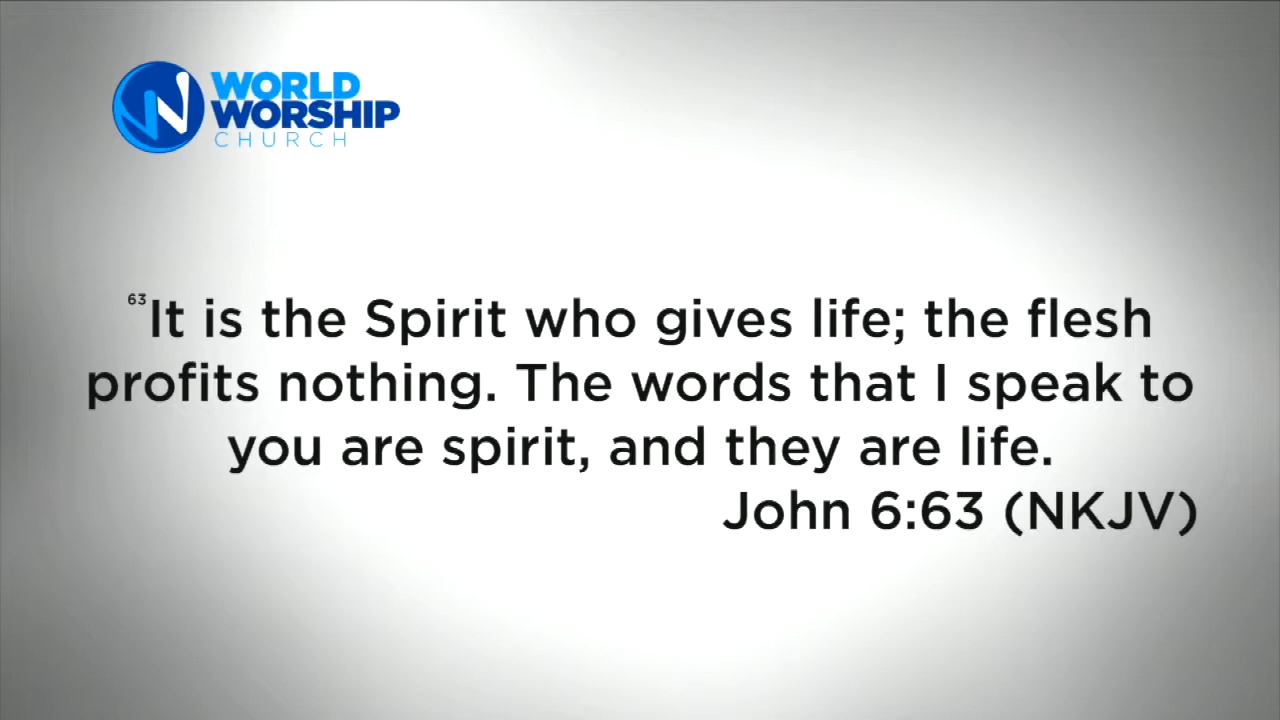 WORLD
WORSHIP
CHURCH
63It is the Spirit who gives life; the flesh
profits nothing. The words that I speak to
you are spirit, and they are life.
John 6:63 (NKJV)